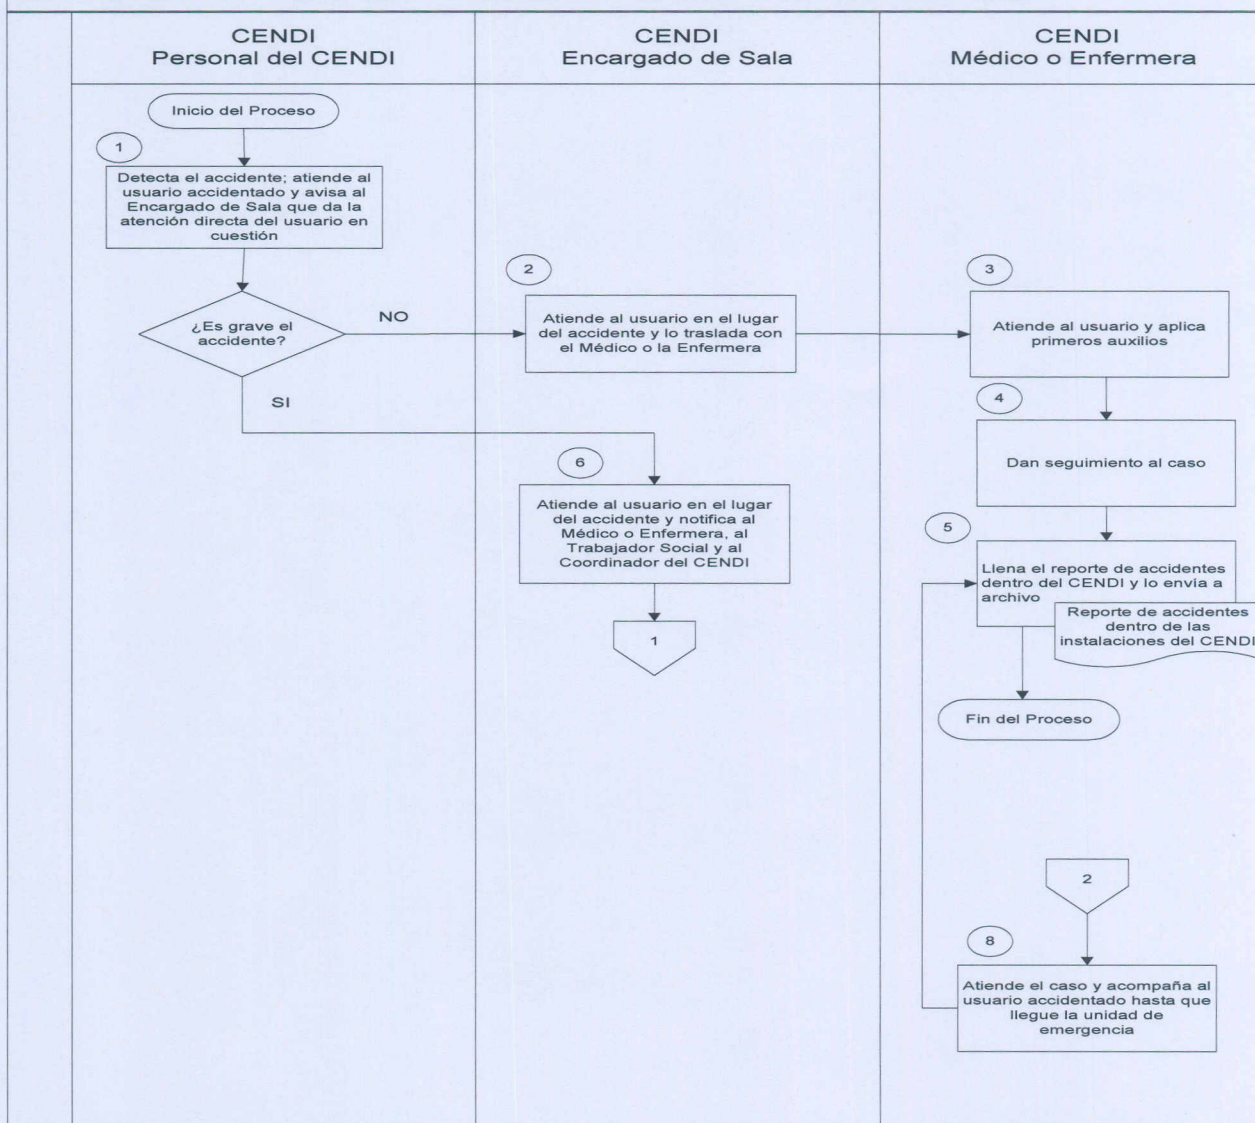 CENDI
Personal del CENDI
CENDI
Encargado de Sala
CENDI
Médico o Enfermera
Inicio del Proceso
1
Detecta el accidente; atiende al
usuario accidentado y avisa al
Encargado de Sala que da la
atención directa del usuario en
cuestión
¿Es grave el
accidente?
NO
SI
2
Atiende al usuario en el lugar
del accidente y lo traslada con
el Médico o la Enfermera
3
Atiende al usuario y aplica
primeros auxilios
4
Dan seguimiento al caso
5
Llena el reporte de accidentes
dentro del CENDI y lo envía a
archivo
Reporte de accidentes
dentro de las
instalaciones del CENDI
Fin del Proceso
6
Atiende al usuario en el lugar
del accidente y notifica al
Médico o Enfermera, al
Trabajador Social y al
Coordinador del CENDI
1
2
8
Atiende el caso y acompaña al
usuario accidentado hasta que
llegue la unidad de
emergencia